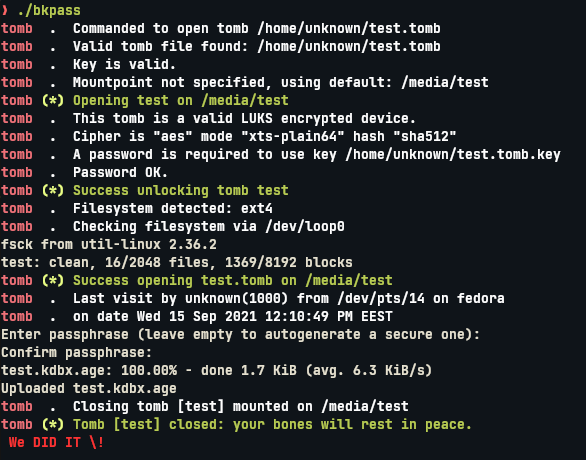 ❯ ./bkpass
tomb  .  Commanded to open tomb /home/unknown/test.tomb
tomb  .  Valid tomb file found: /home/unknown/test.tomb
tomb  .  Key is valid.
tomb  .  Mountpoint not specified, using default: /media/test
tomb (*) Opening test on /media/test
tomb  .  This tomb is a valid LUKS encrypted device.
tomb  .  Cipher is "aes" mode "xts-plain64" hash "sha512"
tomb  .  A password is required to use key /home/unknown/test.tomb.key
tomb  .  Password OK.
tomb (*) Success unlocking tomb test
tomb  .  Filesystem detected: ext4
tomb  .  Checking filesystem via /dev/loop0
fsck from util-linux 2.36.2
test: clean, 16/2048 files, 1369/8192 blocks
tomb (*) Success opening test.tomb on /media/test
tomb  .  Last visit by unknown(1000) from /dev/pts/14 on fedora
tomb  .  on date Wed 15 Sep 2021 12:10:49 PM EEST
Enter passphrase (leave empty to autogenerate a secure one):
Confirm passphrase:
test.kdbx.age: 100.00% - done 1.7 KiB (avg. 6.3 KiB/s)
Uploaded test.kdbx.age
tomb  .  Closing tomb [test] mounted on /media/test
tomb (*) Tomb [test] closed: your bones will rest in peace.
We DID IT \!